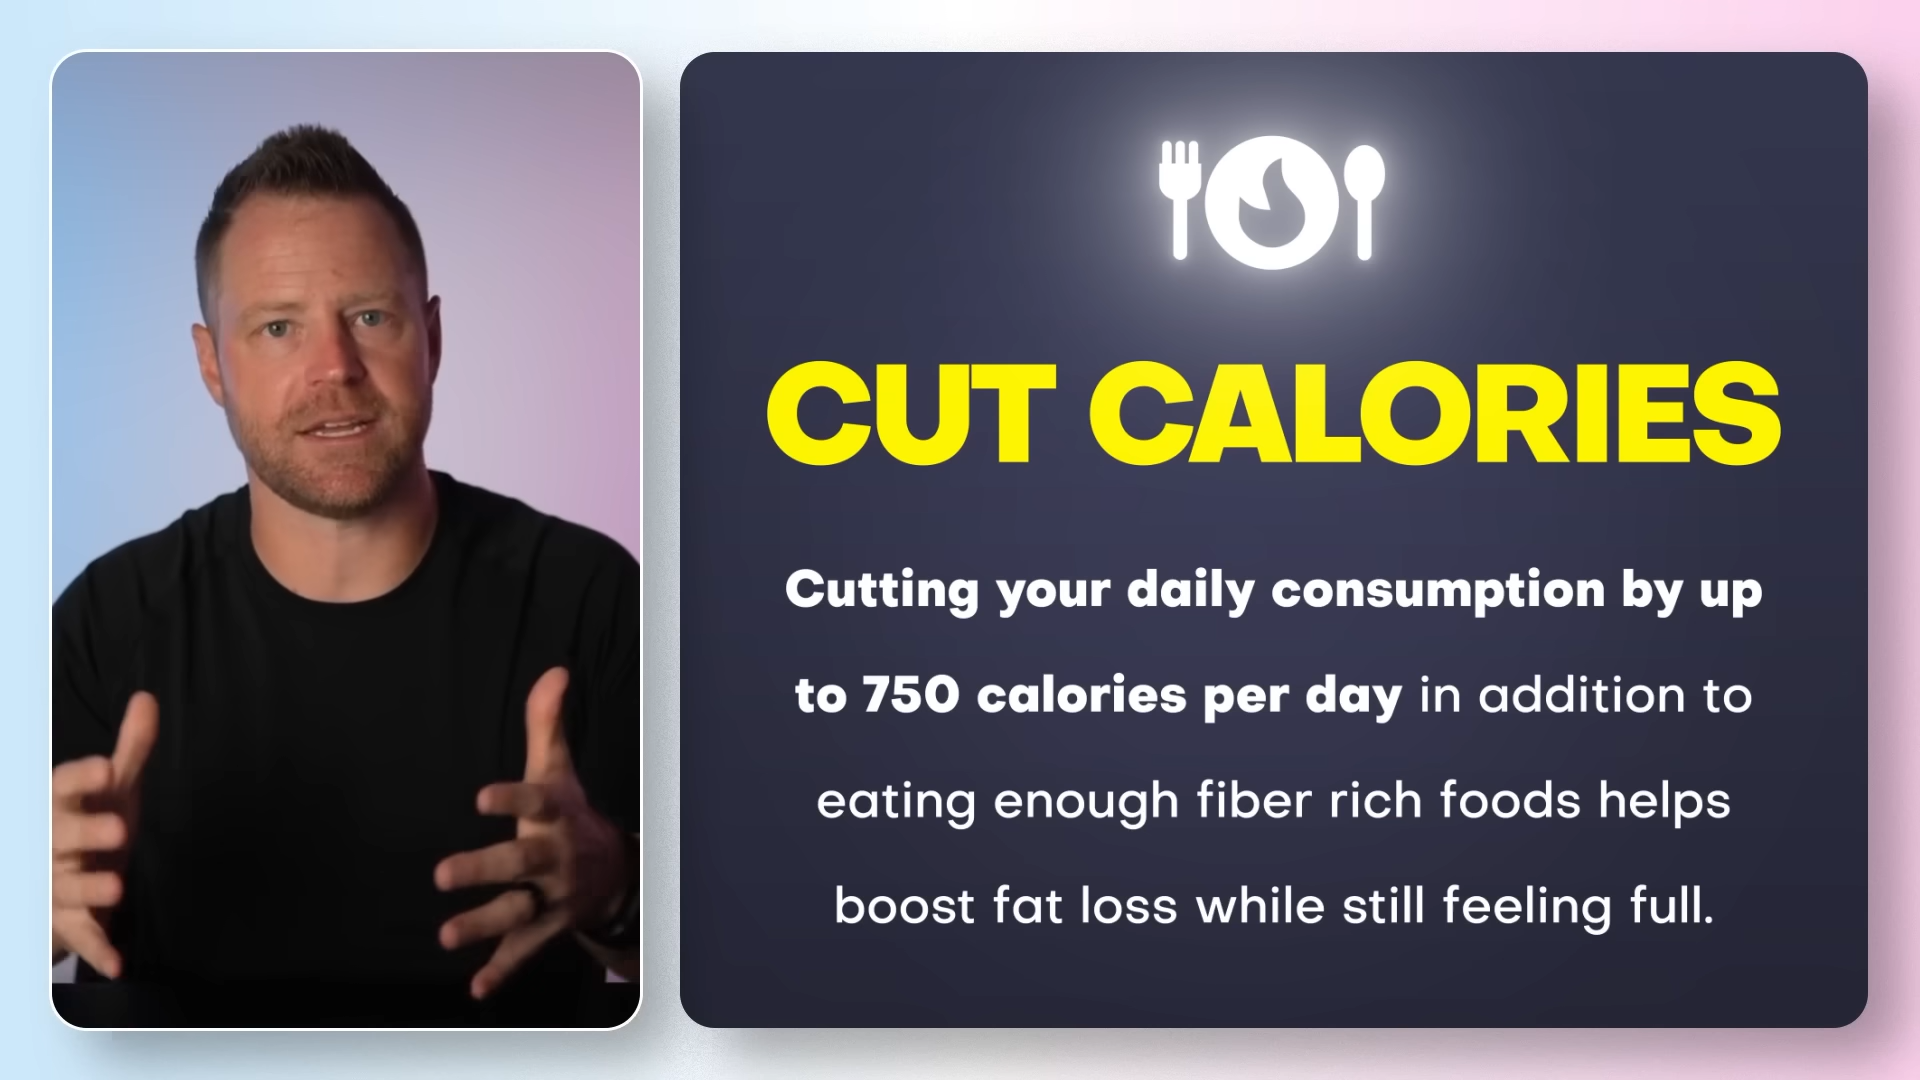 CUT CALORIES
Cutting your daily consumption by up
to 750 calories per day in addition to
eating enough fiber rich foods helps
boost fat loss while still feeling full.